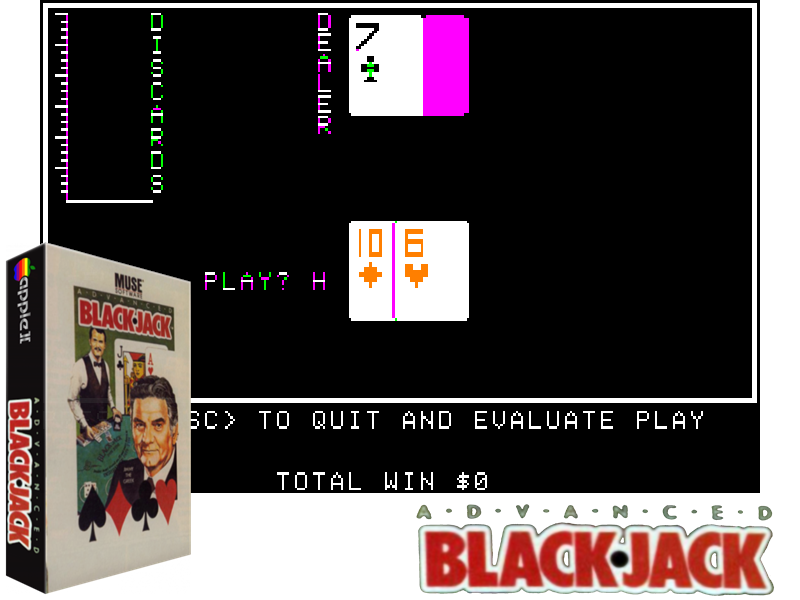 DISCARDS
DEALER
7
10 6
PLAY? H
SC> TO QUIT AND EVALUATE PLAY
TOTAL WIN $0
apple II
A·D·V·A·N·C·E·D
BLACK·JACK
MUSE
SOFTWARE
A·D·V·A·N·C·E·D
BLACK·JACK
J
A
A·D·V·A·N·C·E·D
BLACK·JACK